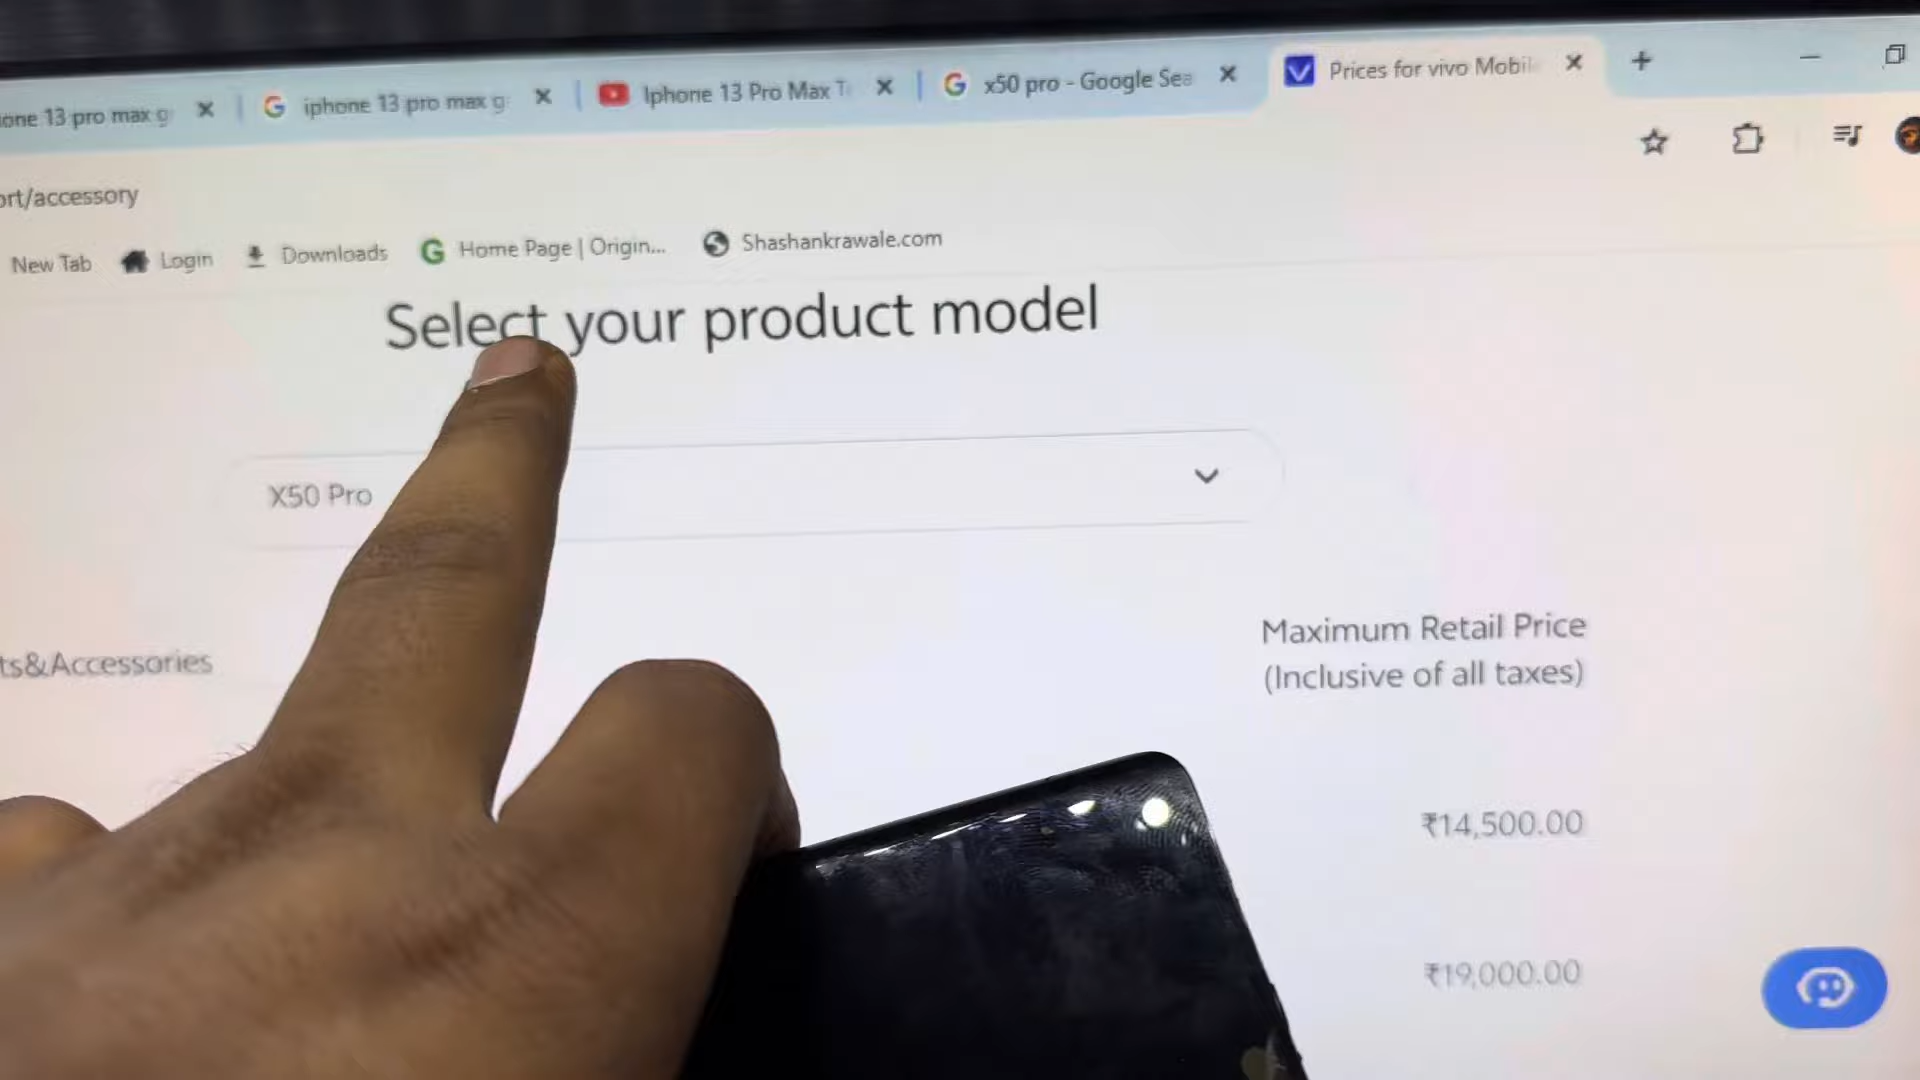 one 13 pro max g
iphone 13 pro max g
Iphone 13 Pro Max T
x50 pro - Google Sea
Prices for vivo Mobil
ort/accessory
New Tab
Login
Downloads
Home Page | Origin...
Shashankrawale.com
Select your product model
X50 Pro
ts&Accessories
Maximum Retail Price
(Inclusive of all taxes)
₹14,500.00
₹19,000.00